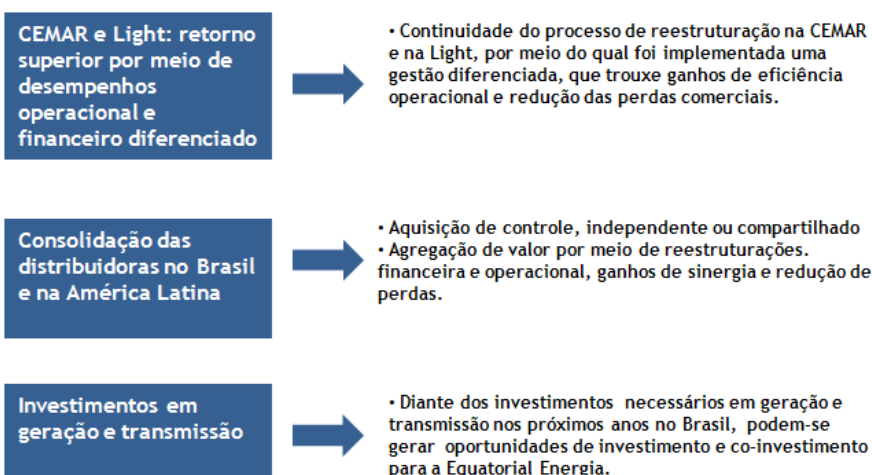 CEMAR e Light: retorno
superior por meio de
desempenhos
operacional e
financeiro diferenciado
• Continuidade do processo de reestruturação na CEMAR
e na Light, por meio do qual foi implementada uma
gestão diferenciada, que trouxe ganhos de eficiência
operacional e redução das perdas comerciais.
Consolidação das
distribuidoras no Brasil
e na América Latina
• Aquisição de controle, independente ou compartilhado
• Agregação de valor por meio de reestruturações.
financeira e operacional, ganhos de sinergia e redução de
perdas.
Investimentos em
geração e transmissão
• Diante dos investimentos necessários em geração e
transmissão nos próximos anos no Brasil, podem-se
gerar oportunidades de investimento e co-investimento
para a Equatorial Energia.